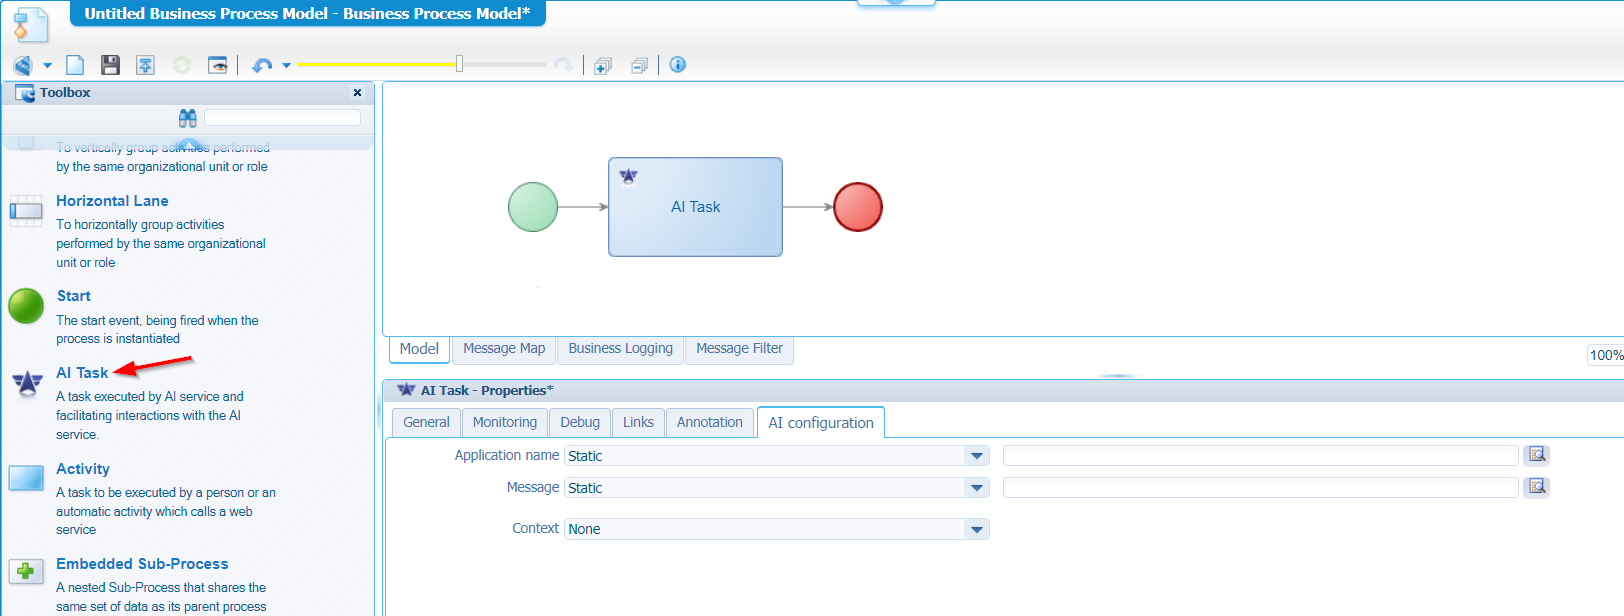 Untitled Business Process Model - Business Process Model*
Toolbox
To vertically group activities performed
by the same organizational unit or role
Horizontal Lane
To horizontally group activities
performed by the same organizational
unit or role
Start
The start event, being fired when the
process is instantiated
AI Task
A task executed by AI service and
facilitating interactions with the AI
service.
Activity
A task to be executed by a person or an
automatic activity which calls a web
service
Embedded Sub-Process
A nested Sub-Process that shares the
same set of data as its parent process
AI Task
Model
Message Map
Business Logging
Message Filter
100%
AI Task - Properties*
General
Monitoring
Debug
Links
Annotation
AI configuration
Application name Static
Message Static
Context None